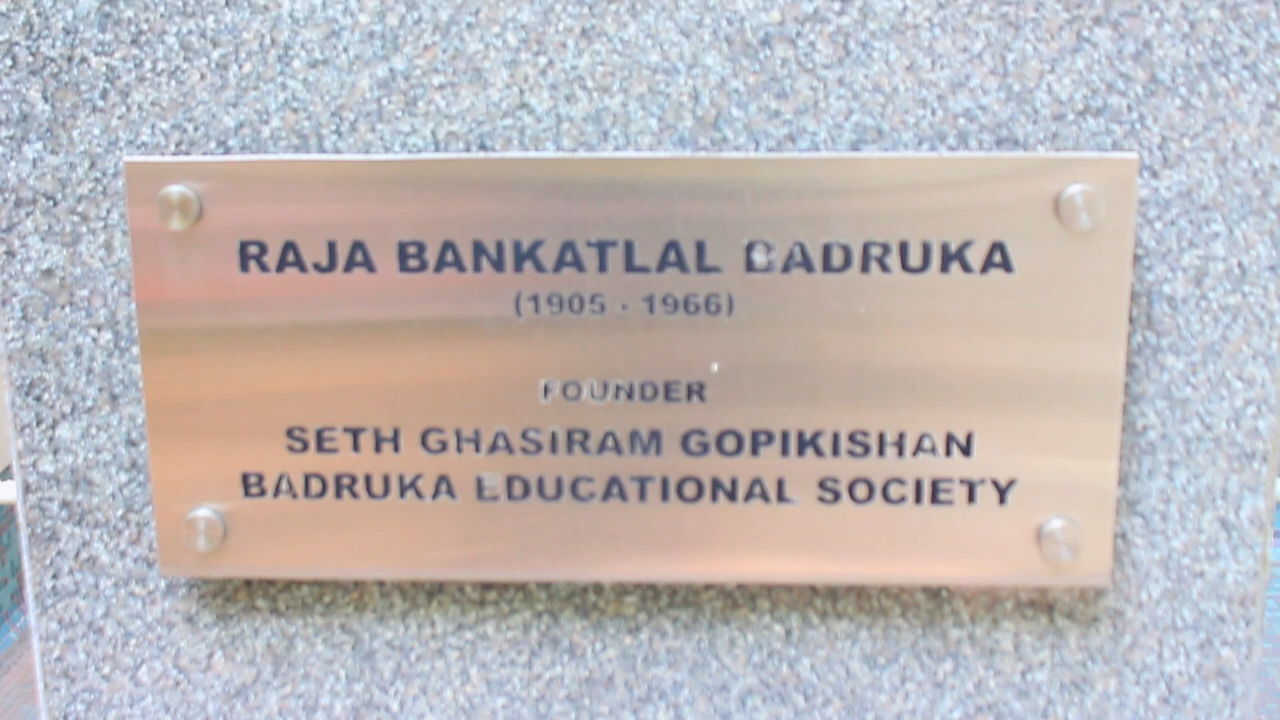 RAJA BANKATLAL BADRUKA
(1905 - 1966)
FOUNDER
SETH GHASIRAM GOPIKISHAN
BADRUKA EDUCATIONAL SOCIETY